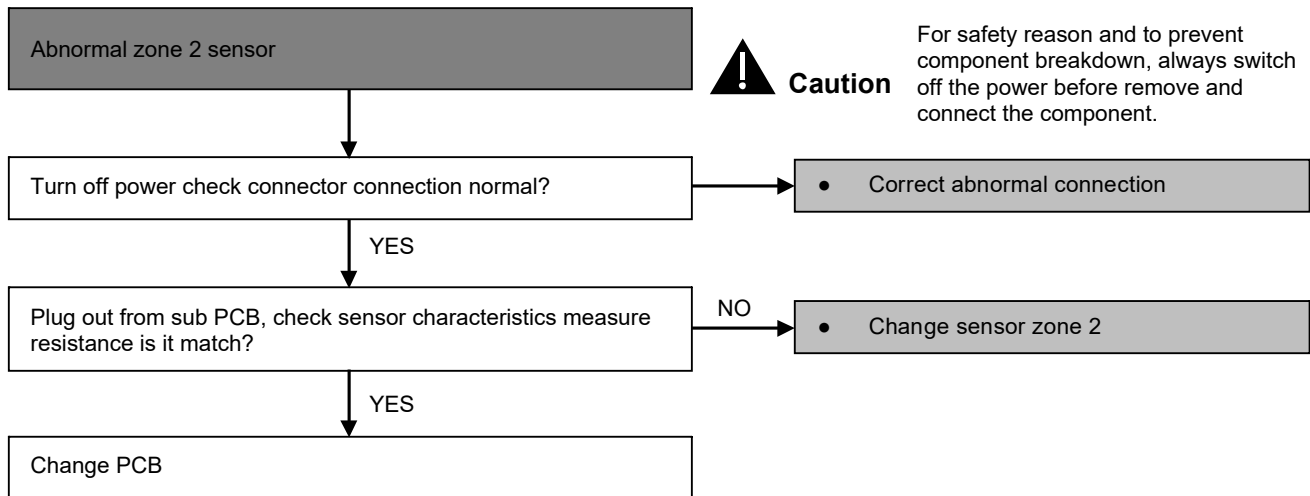 Abnormal zone 2 sensor
Caution
For safety reason and to prevent
component breakdown, always switch
off the power before remove and
connect the component.
Turn off power check connector connection normal?
● Correct abnormal connection
YES
Plug out from sub PCB, check sensor characteristics measure
resistance is it match?
NO
● Change sensor zone 2
YES
Change PCB